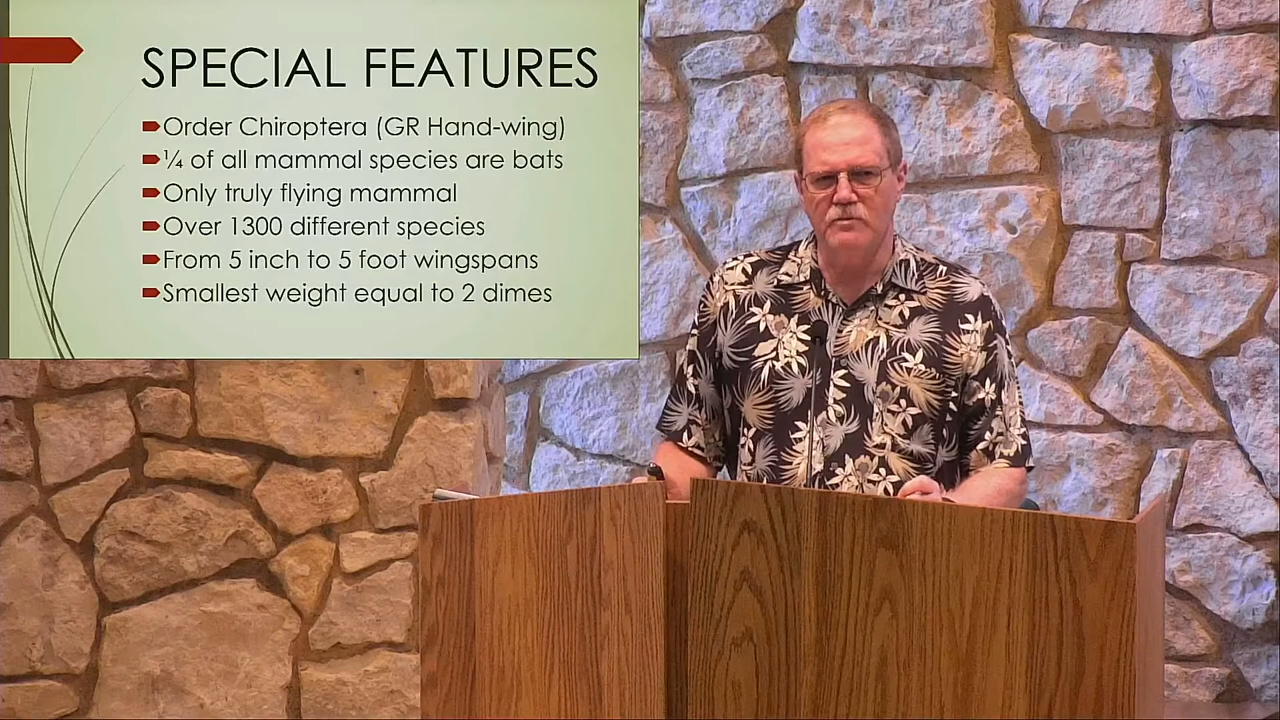 SPECIAL FEATURES
Order Chiroptera (GR Hand-wing)
¼ of all mammal species are bats
Only truly flying mammal
Over 1300 different species
From 5 inch to 5 foot wingspans
Smallest weight equal to 2 dimes